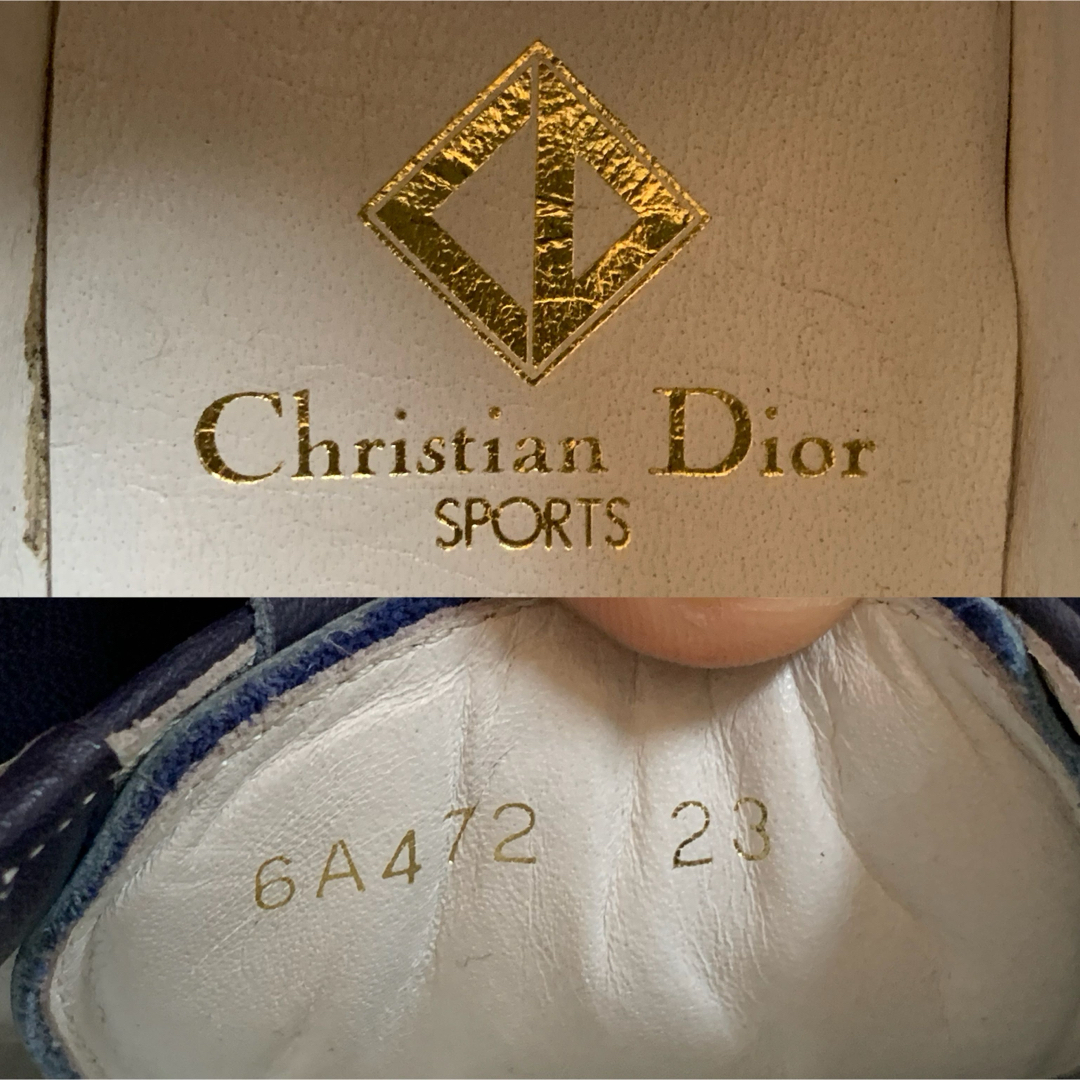 Christian Dior
SPORTS
6A472 23